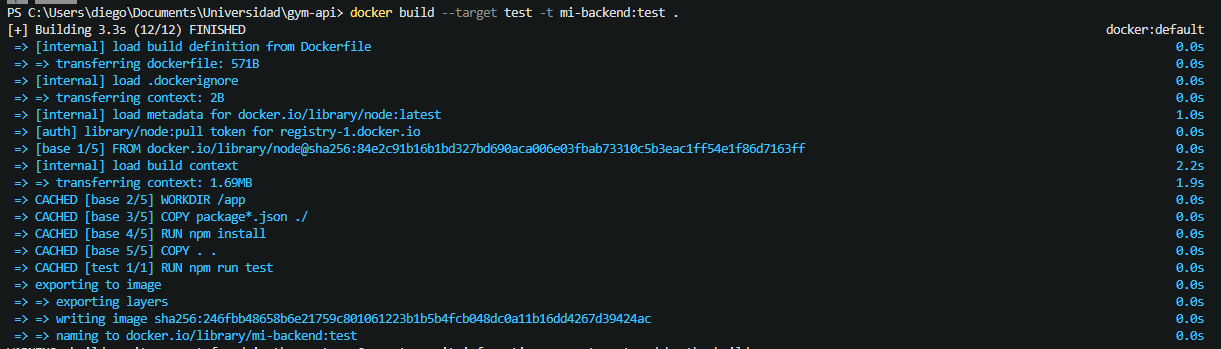 PS C:\Users\diego\Documents\Universidad\gym-api> docker build --target test -t mi-backend:test .
[+] Building 3.3s (12/12) FINISHED docker:default
=> [internal] load build definition from Dockerfile 0.0s
=> => transferring dockerfile: 571B 0.0s
=> [internal] load .dockerignore 0.0s
=> => transferring context: 2B 0.0s
=> [internal] load metadata for docker.io/library/node:latest 1.0s
=> [auth] library/node:pull token for registry-1.docker.io 0.0s
=> [base 1/5] FROM docker.io/library/node@sha256:84e2c91b16b1bd327bd690aca006e03fbab73310c5b3eac1ff54e1f86d7163ff 0.0s
=> [internal] load build context 2.2s
=> => transferring context: 1.69MB 1.9s
=> CACHED [base 2/5] WORKDIR /app 0.0s
=> CACHED [base 3/5] COPY package*.json ./ 0.0s
=> CACHED [base 4/5] RUN npm install 0.0s
=> CACHED [base 5/5] COPY . . 0.0s
=> CACHED [test 1/1] RUN npm run test 0.0s
=> exporting to image 0.0s
=> => exporting layers 0.0s
=> => writing image sha256:246fbb48658b6e21759c801061223b1b5b4fcb048dc0a11b16dd4267d39424ac 0.0s
=> => naming to docker.io/library/mi-backend:test 0.0s